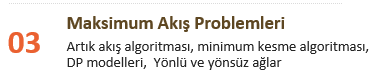 03
Maksimum Akış Problemleri
Artık akış algoritması, minimum kesme algoritması,
DP modelleri, Yönlü ve yönsüz ağlar